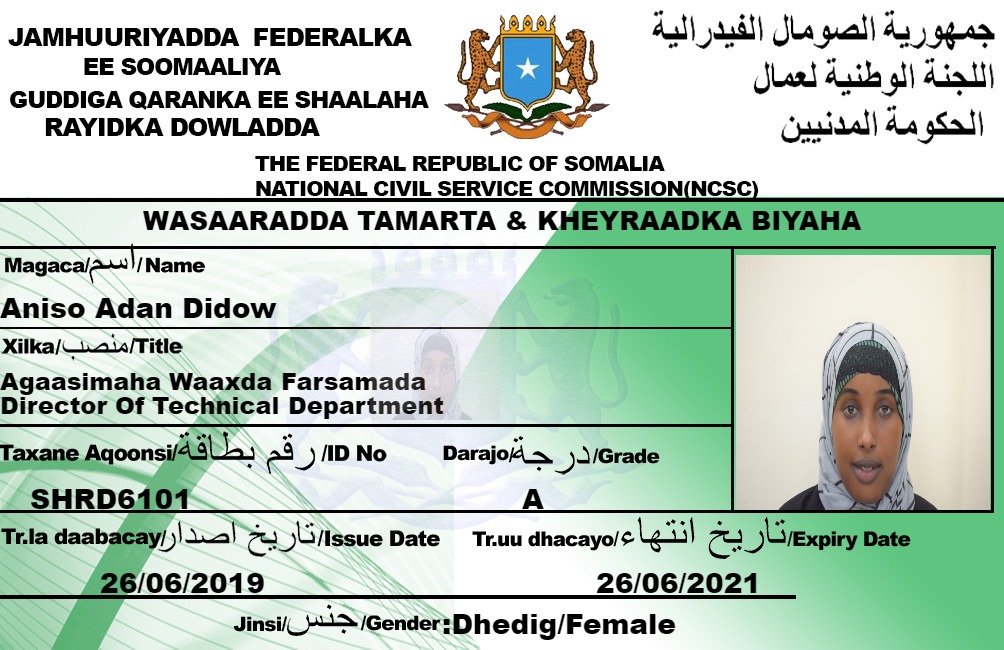 JAMHUURIYADDA FEDERALKA
EE SOOMAALIYA
GUDDIGA QARANKA EE SHAALAHA
RAYIDKA DOWLADDA
جمهورية الصومال الفيدرالية
اللجنة الوطنية لعمال
الحكومة المدنيين
THE FEDERAL REPUBLIC OF SOMALIA
NATIONAL CIVIL SERVICE COMMISSION(NCSC)
WASAARADDA TAMARTA & KHEYRAADKA BIYAHA
Magaca/اسم/Name
Aniso Adan Didow
Xilka/منصب/Title
Agaasimaha Waaxda Farsamada
Director Of Technical Department
Taxane Aqoonsi/رقم بطاقة/ID No Darajo/درجة/Grade
SHRD6101 A
Tr.la daabacay/تاريخ اصدار/Issue Date Tr.uu dhacayo/تاريخ انتهاء/Expiry Date
26/06/2019 26/06/2021
Jinsi/جنس/Gender:Dhedig/Female